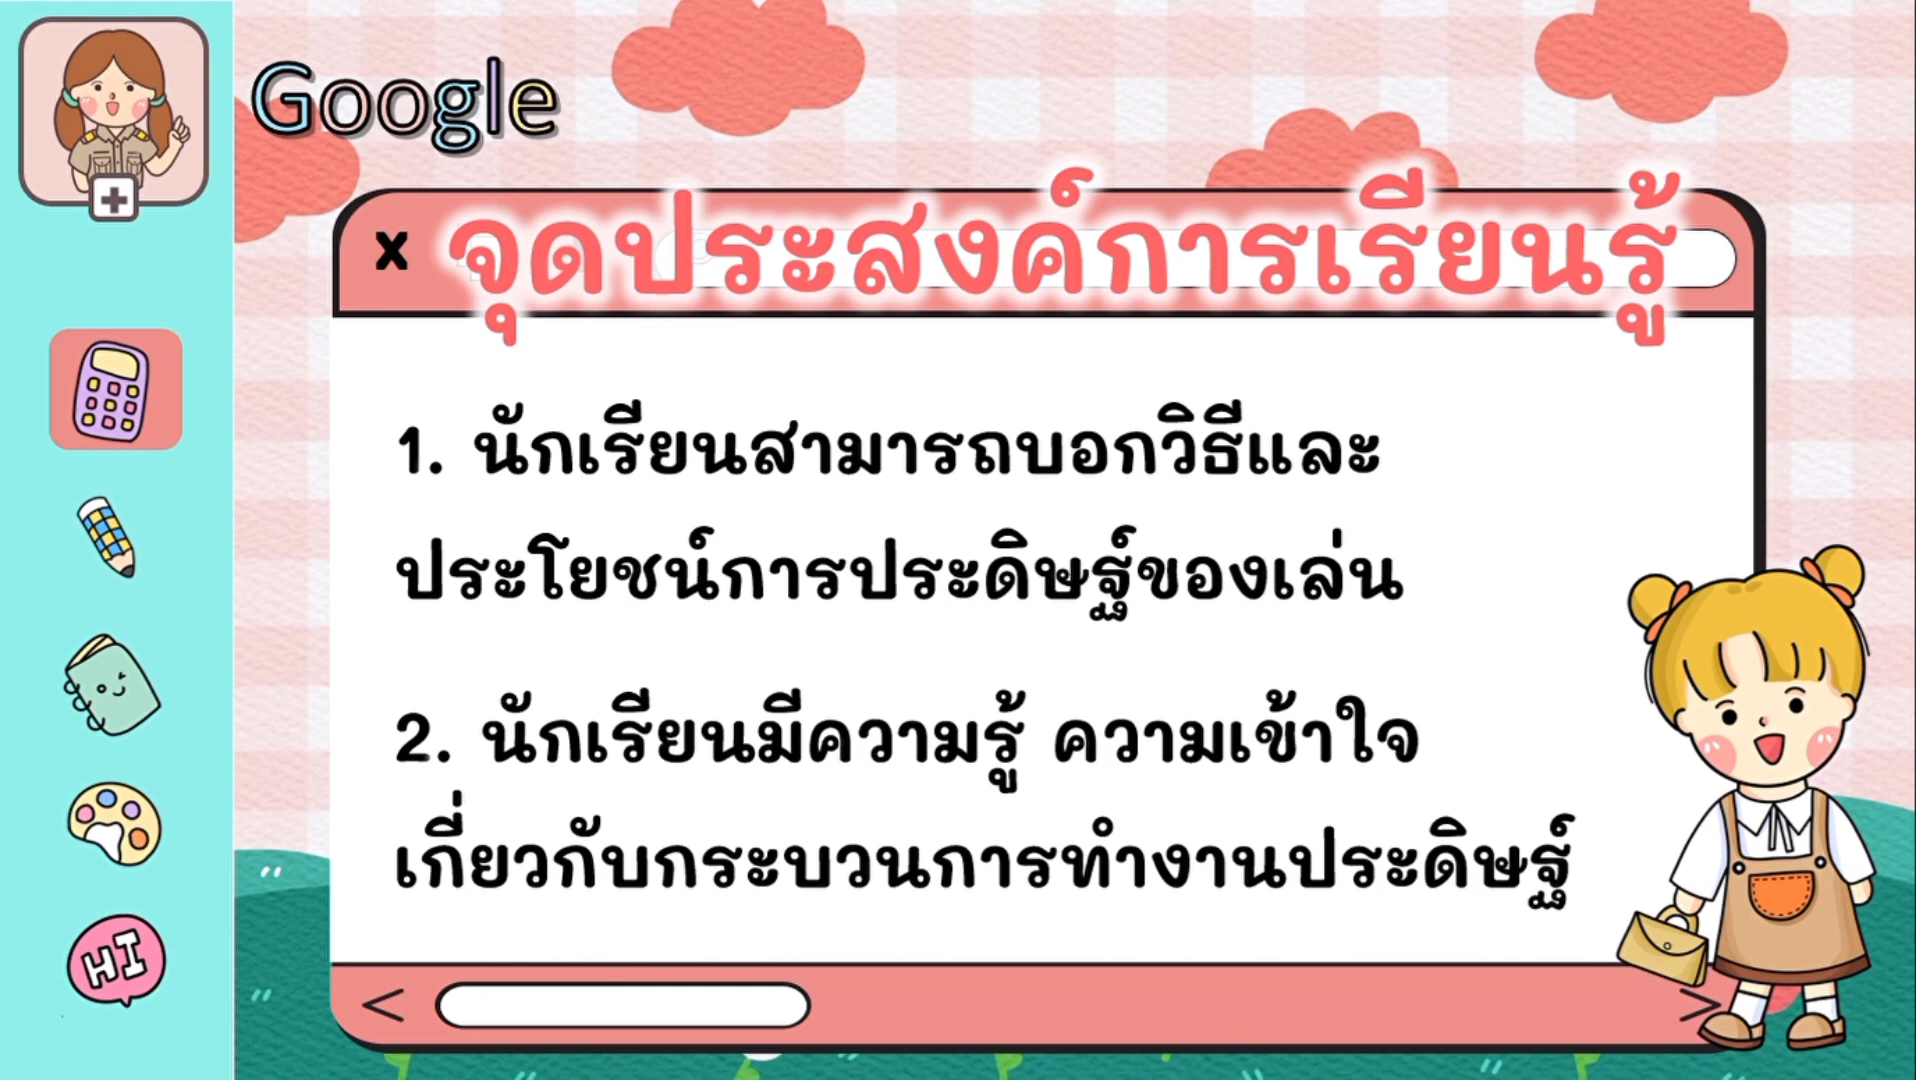 Google
x จุดประสงค์การเรียนรู้
1. นักเรียนสามารถบอกวิธีและ
ประโยชน์การประดิษฐ์ของเล่น
2. นักเรียนมีความรู้ ความเข้าใจ
เกี่ยวกับกระบวนการทำงานประดิษฐ์
HI